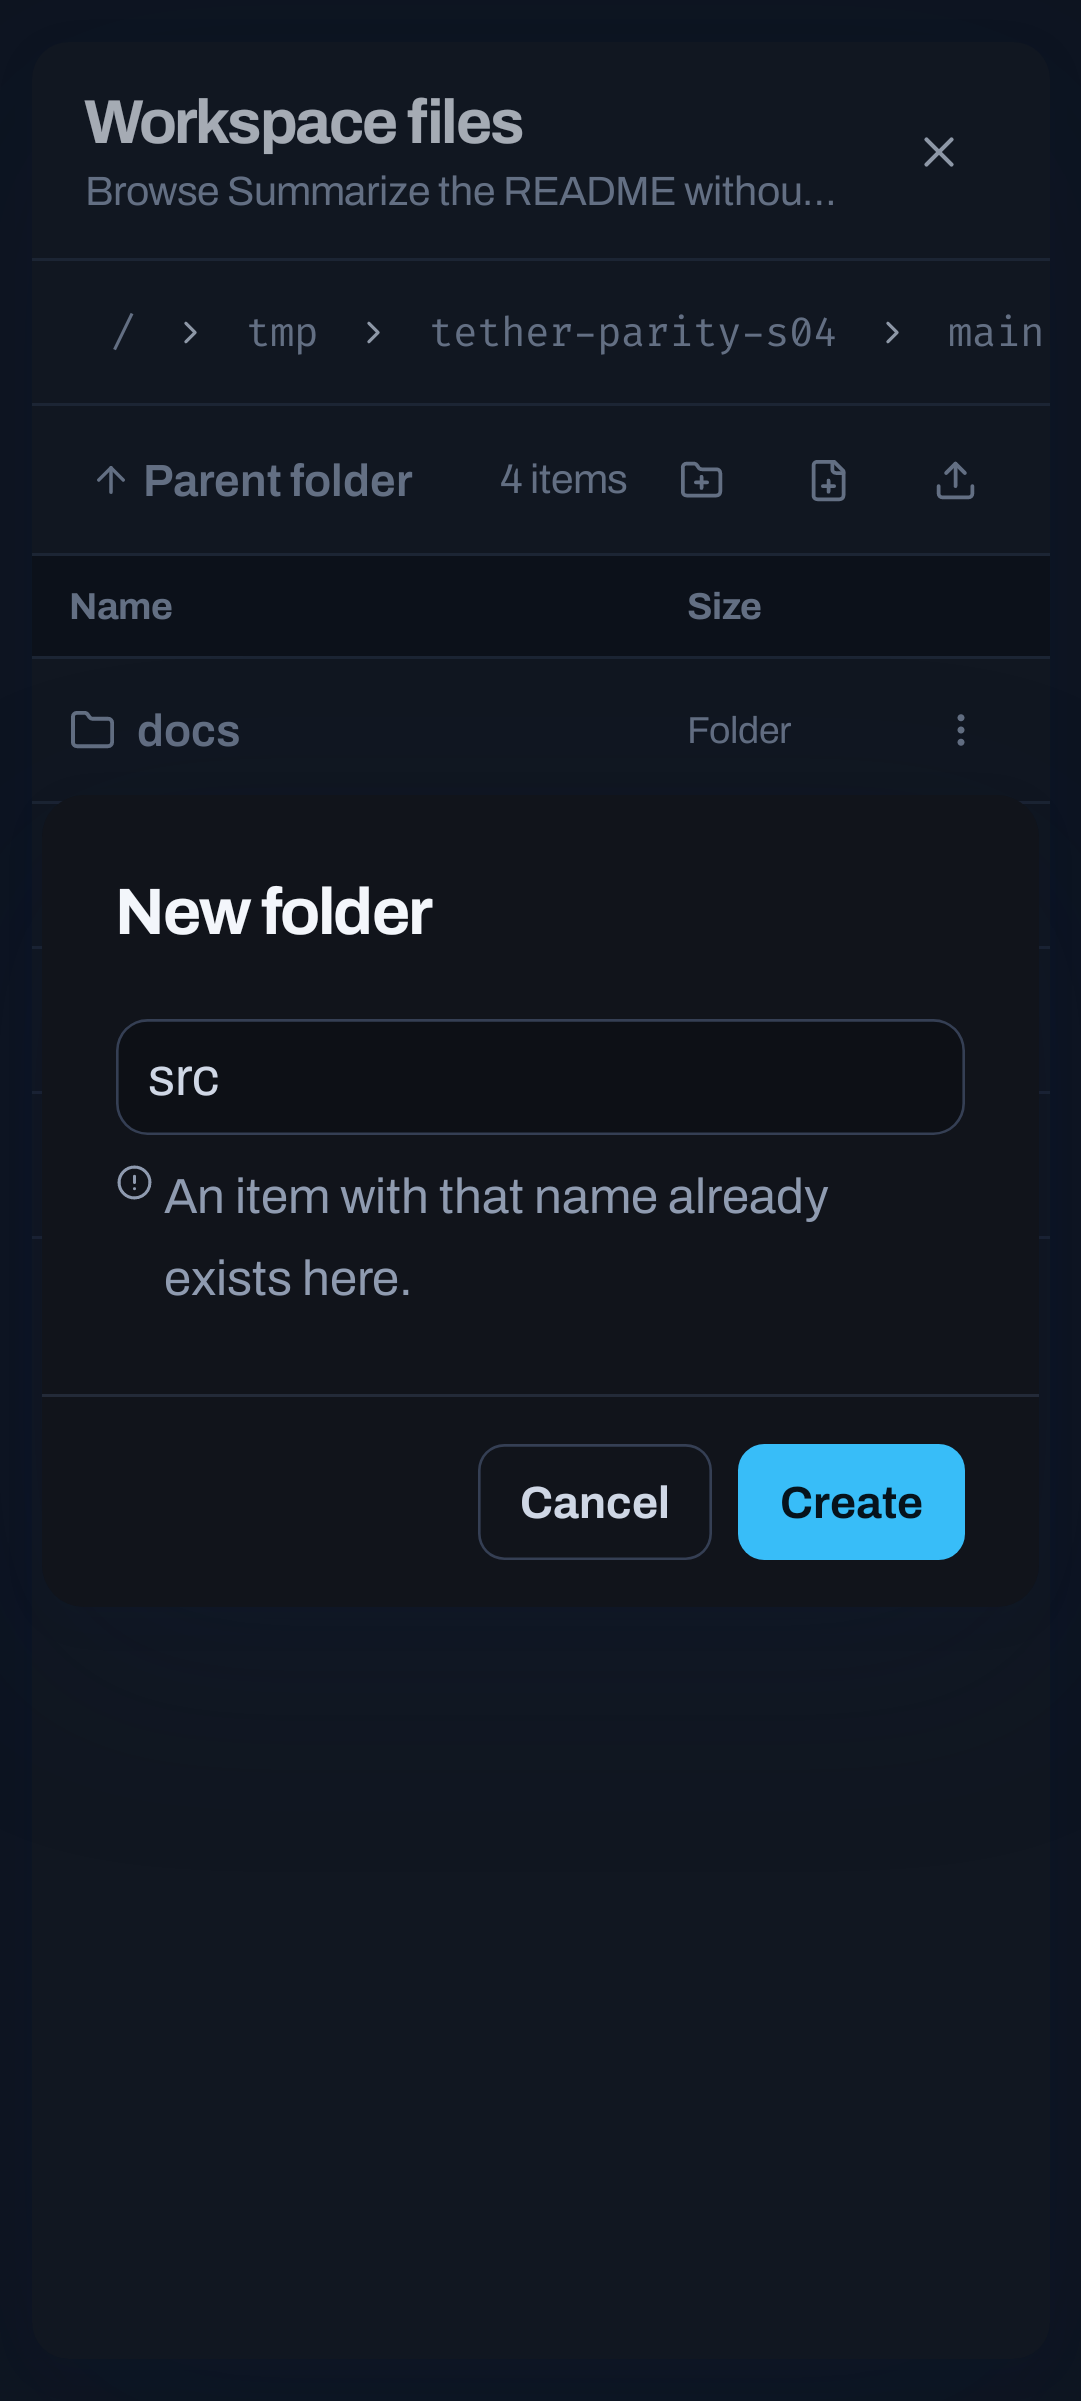 Workspace files
Browse Summarize the README withou...
/ > tmp > tether-parity-s04 > main
Parent folder 4 items
Name Size
docs Folder
New folder
src
An item with that name already
exists here.
Cancel Create